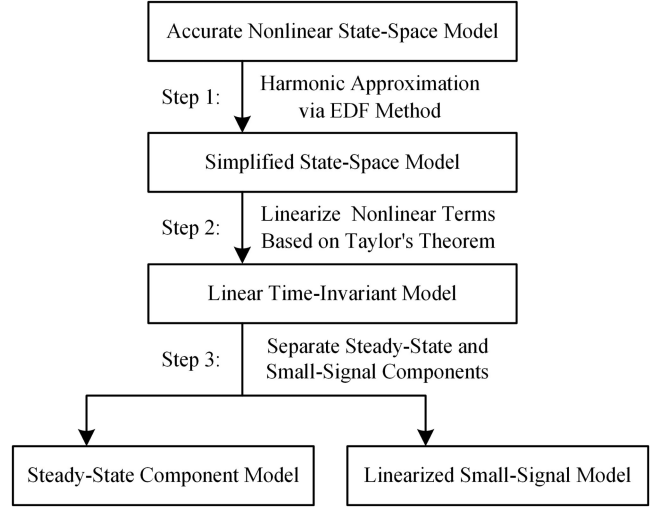 Accurate Nonlinear State-Space Model
Step 1:
Harmonic Approximation
via EDF Method
Simplified State-Space Model
Step 2:
Linearize Nonlinear Terms
Based on Taylor's Theorem
Linear Time-Invariant Model
Step 3:
Separate Steady-State and
Small-Signal Components
Steady-State Component Model
Linearized Small-Signal Model